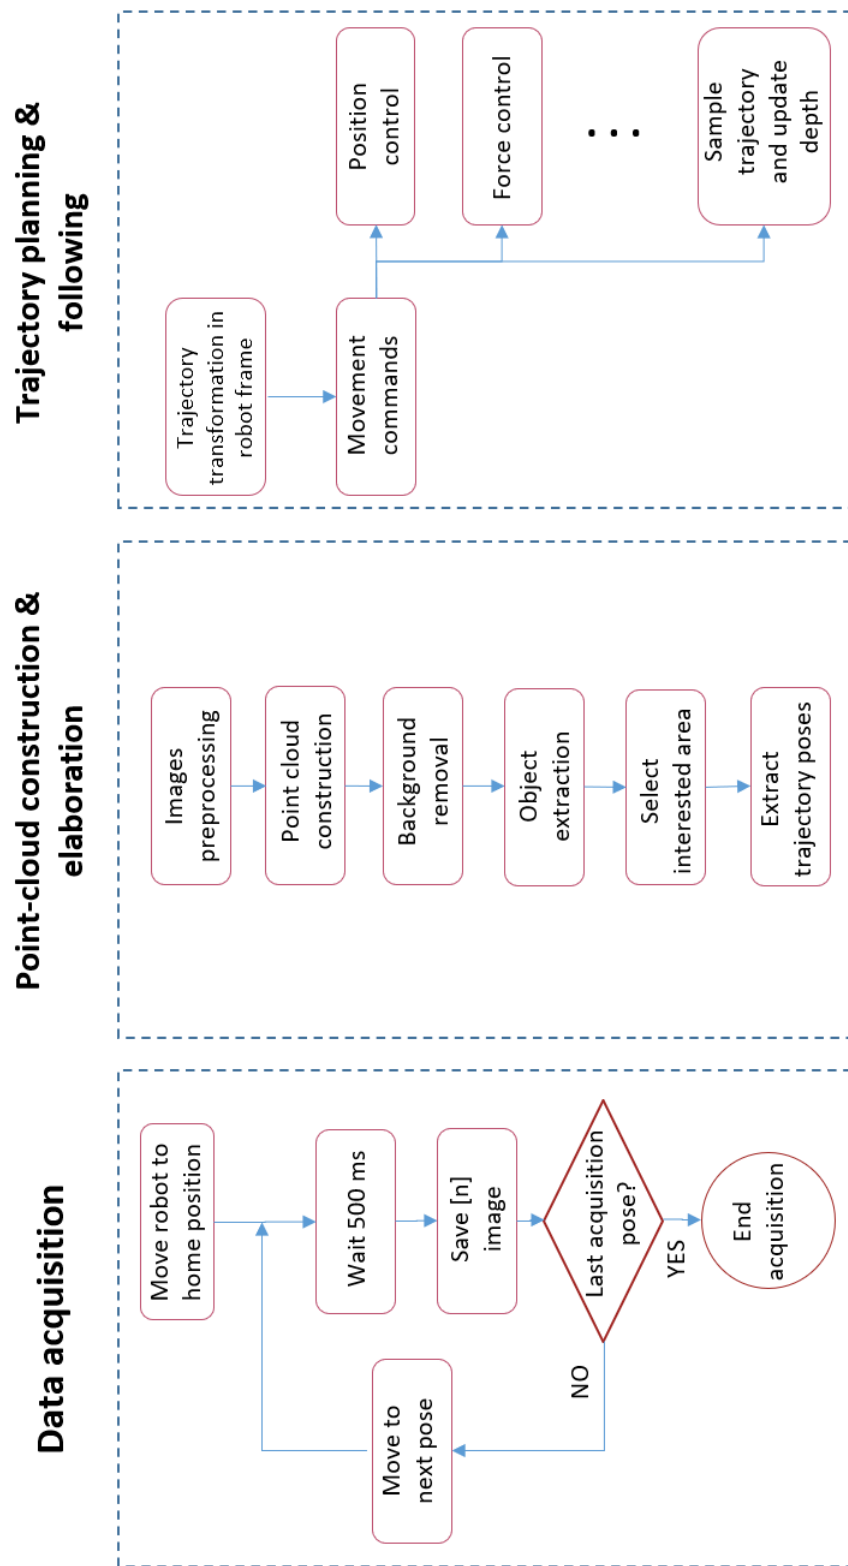 Data acquisition
Move robot to
home position
Wait 500 ms
Save [n]
image
Last acquisition
pose?
NO
YES
Move to
next pose
End
acquisition
Point-cloud construction &
elaboration
Images
preprocessing
Point cloud
construction
Background
removal
Object
extraction
Select
interested area
Extract
trajectory poses
Trajectory planning &
following
Trajectory
transformation in
robot frame
Movement
commands
Position
control
Force control
. . .
Sample
trajectory
and update
depth